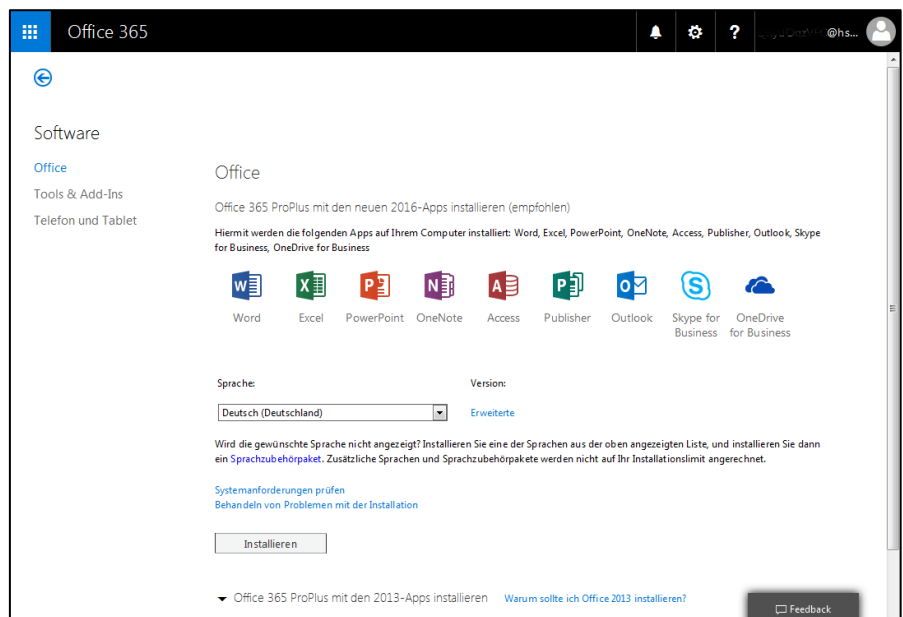 Office 365
?
@hs...
Software
Office
Tools & Add-Ins
Telefon und Tablet
Office
Office 365 ProPlus mit den neuen 2016-Apps installieren (empfohlen)
Hiermit werden die folgenden Apps auf Ihrem Computer installiert: Word, Excel, PowerPoint, OneNote, Access, Publisher, Outlook, Skype
for Business, OneDrive for Business
Word Excel PowerPoint OneNote Access Publisher Outlook Skype for OneDrive
Business for Business
Sprache: Version:
Deutsch (Deutschland) Erweiterte
Wird die gewünschte Sprache nicht angezeigt? Installieren Sie eine der Sprachen aus der oben angezeigten Liste, und installieren Sie dann
ein Sprachzubehörpaket. Zusätzliche Sprachen und Sprachzubehörpakete werden nicht auf Ihr Installationslimit angerechnet.
Systemanforderungen prüfen
Behandeln von Problemen mit der Installation
Installieren
Office 365 ProPlus mit den 2013-Apps installieren Warum sollte ich Office 2013 installieren?
Feedback